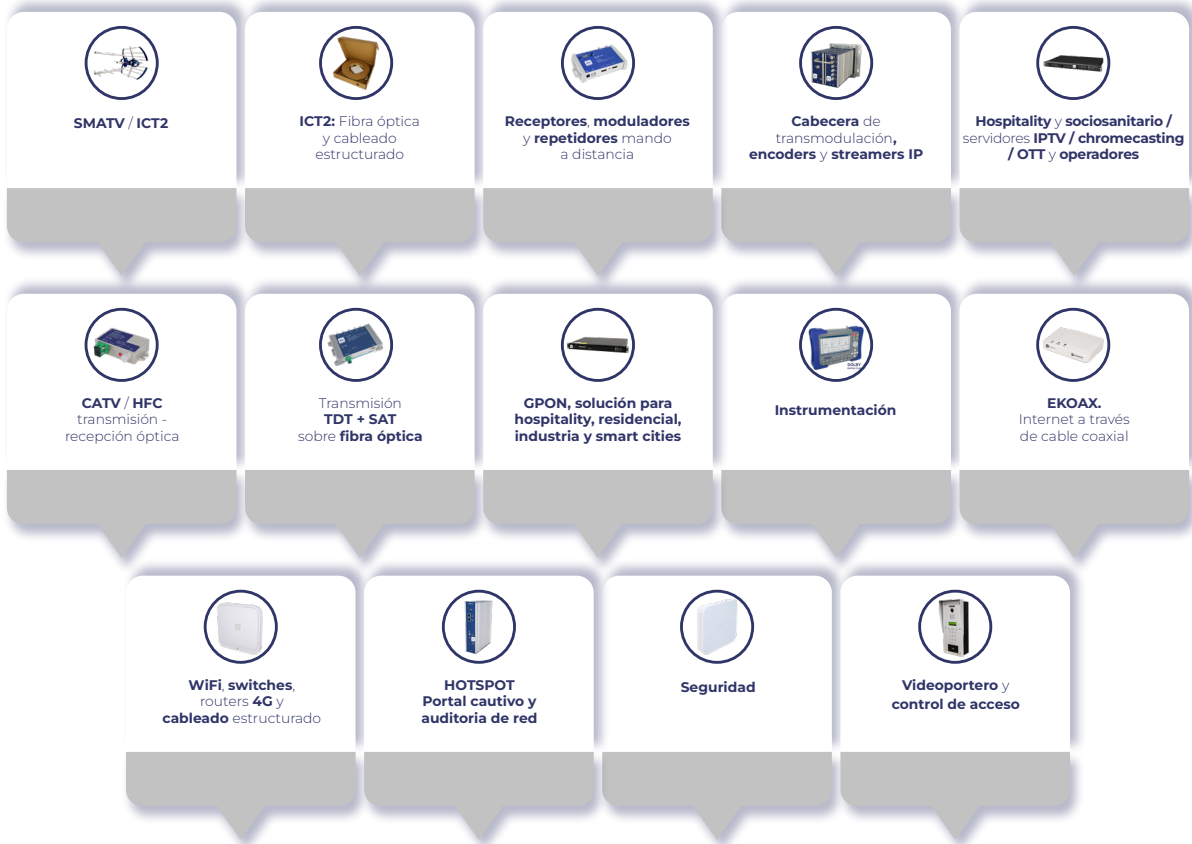 SMATV / ICT2
ICT2: Fibra óptica
y cableado
estructurado
Receptores, moduladores
y repetidores mando
a distancia
Cabecera de
transmodulación,
encoders y streamers IP
Hospitality y sociosanitario /
servidores IPTV / chromecasting
/ OTT y operadores
CATV / HFC
transmisión -
recepción óptica
Transmisión
TDT + SAT
sobre fibra óptica
GPON, solución para
hospitality, residencial,
industria y smart cities
Instrumentación
EKOAX.
Internet a través
de cable coaxial
WiFi, switches,
routers 4G y
cableado estructurado
HOTSPOT
Portal cautivo y
auditoria de red
Seguridad
Videoportero y
control de acceso